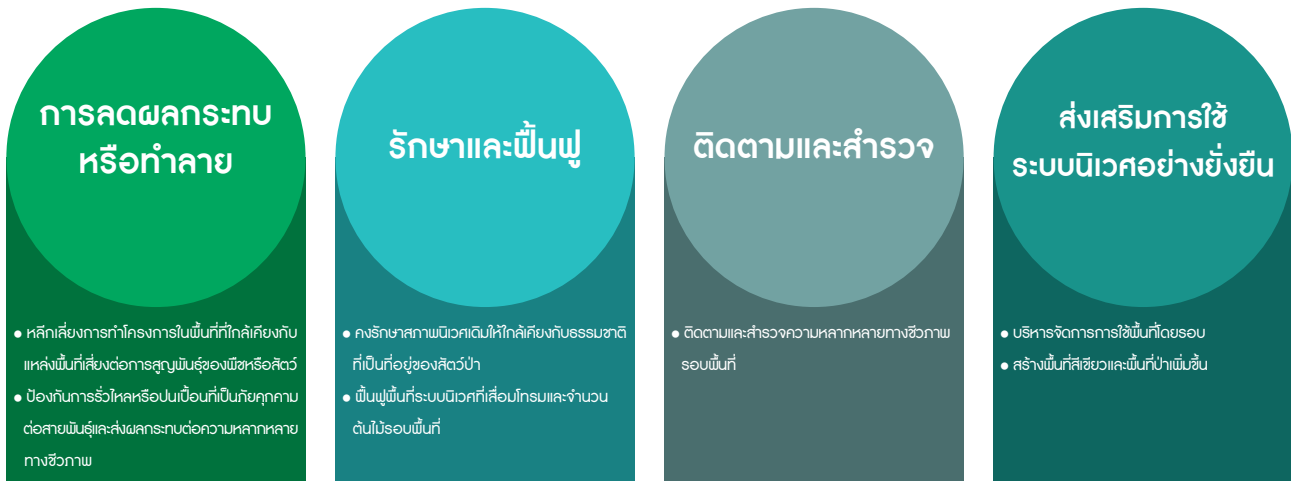 การลดผลกระทบ
หรือทำลาย
● หลีกเลี่ยงการทำโครงการในพื้นที่ที่ใกล้เคียงกับ
แหล่งพื้นที่เสี่ยงต่อการสูญพันธุ์ของพืชหรือสัตว์
● ป้องกันการรั่วไหลหรือปนเปื้อนที่เป็นภัยคุกคาม
ต่อสายพันธุ์และส่งผลกระทบต่อความหลากหลาย
ทางชีวภาพ
รักษาและฟื้นฟู
● คงรักษาสภาพนิเวศเดิมให้ใกล้เคียงกับธรรมชาติ
ที่เป็นที่อยู่ของสัตว์ป่า
● ฟื้นฟูพื้นที่ระบบนิเวศที่เสื่อมโทรมและจำนวน
ต้นไม้รอบพื้นที่
ติดตามและสำรวจ
● ติดตามและสำรวจความหลากหลายทางชีวภาพ
รอบพื้นที่
ส่งเสริมการใช้
ระบบนิเวศอย่างยั่งยืน
● บริหารจัดการการใช้พื้นที่โดยรอบ
● สร้างพื้นที่สีเขียวและพื้นที่ป่าเพิ่มขึ้น